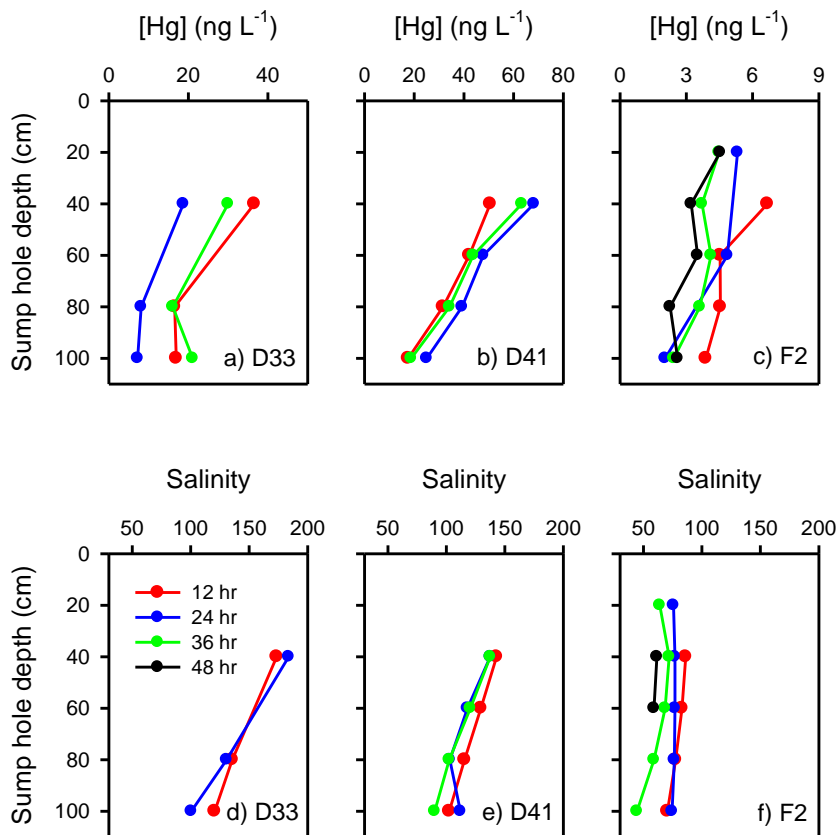 [Hg] (ng L-1) [Hg] (ng L-1) [Hg] (ng L-1)
0 20 40 0 20 40 60 80 0 3 6 9
Sump hole depth (cm)
0
20
40
60
80
100
a) D33 b) D41 c) F2
Salinity Salinity Salinity
50 100 150 200 50 100 150 200 50 100 150 200
Sump hole depth (cm)
0
20
40
60
80
100
12 hr
24 hr
36 hr
48 hr
d) D33 e) D41 f) F2